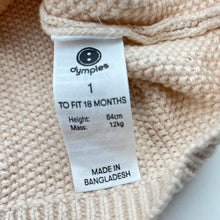 dymples
1
TO FIT 18 MONTHS
Height: 84cm
Mass: 12kg
MADE IN
BANGLADESH